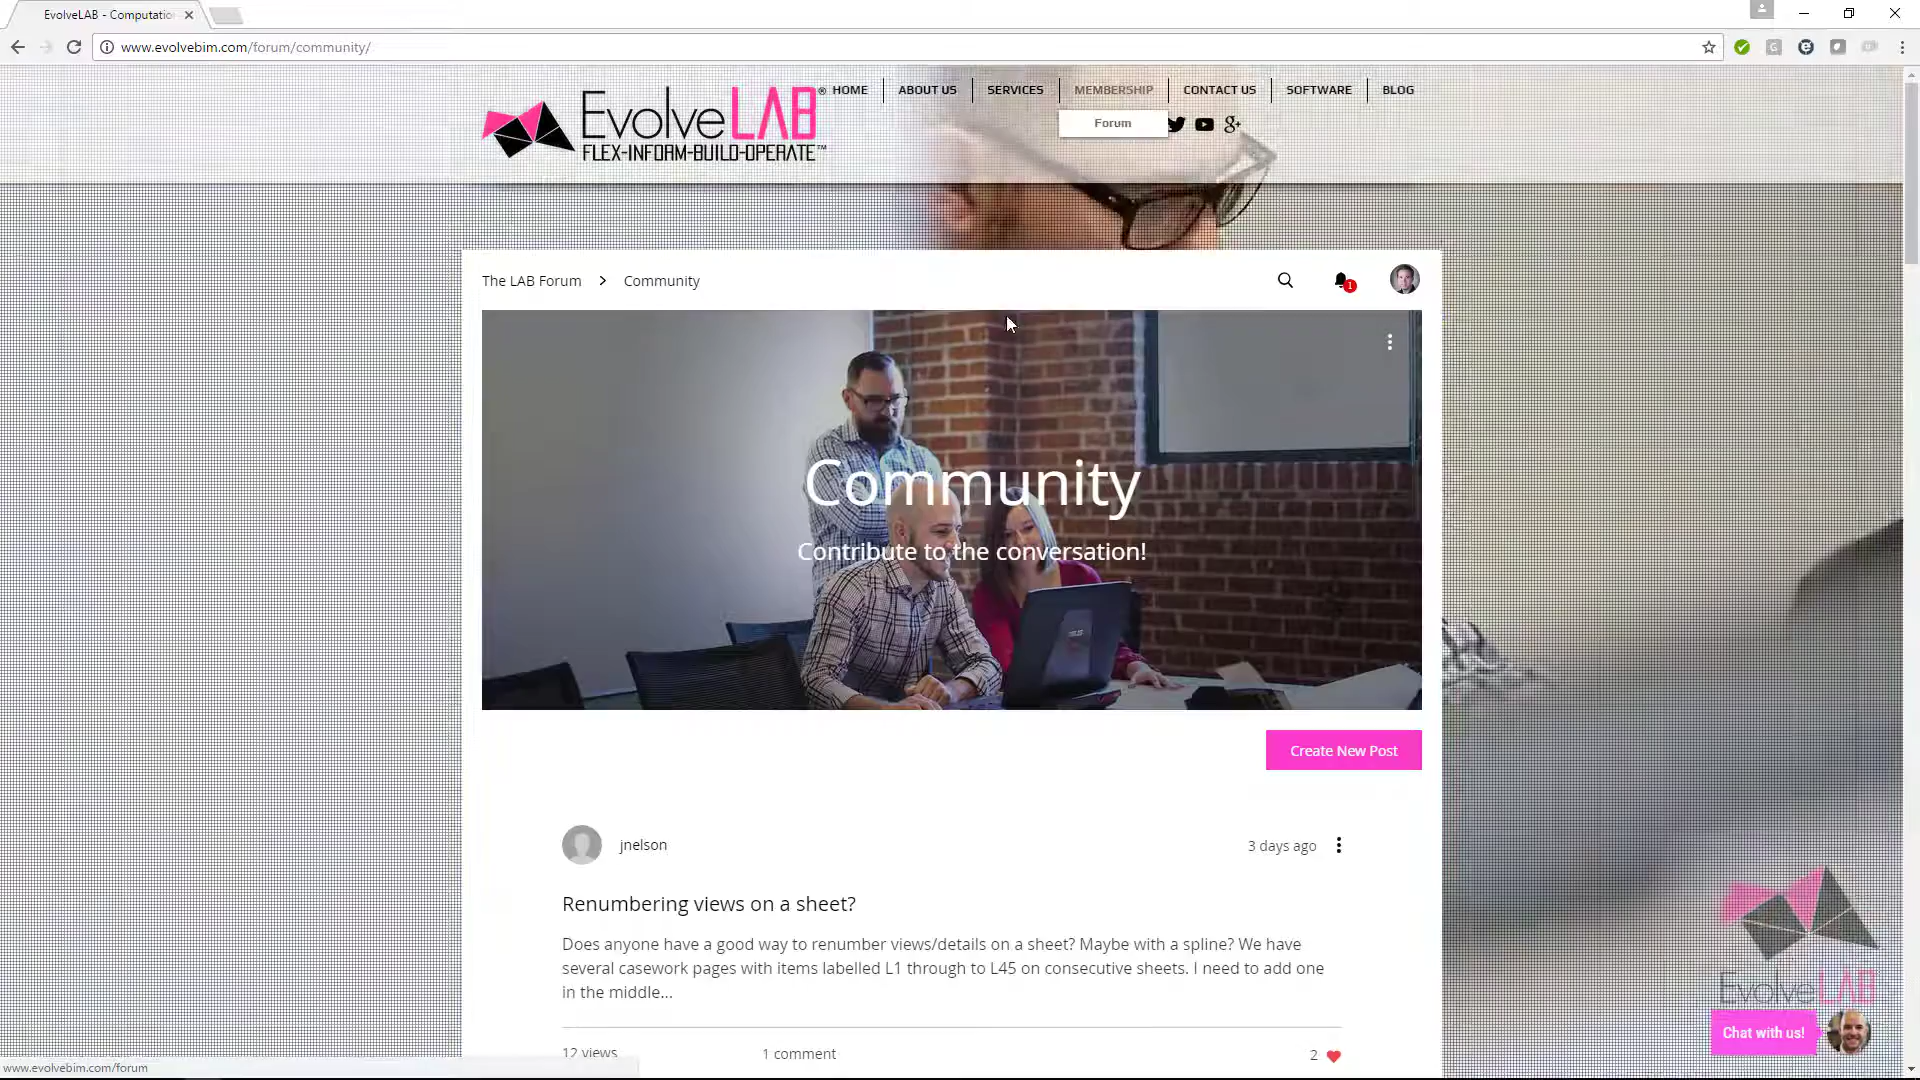 EvolveLAB - Computatio
www.evolvebim.com/forum/community/
EvolveLAB®
FLEX-INFORM-BUILD-OPERATE™
HOME
ABOUT US
SERVICES
MEMBERSHIP
CONTACT US
SOFTWARE
BLOG
Forum
The LAB Forum
Community
1
Community
Contribute to the conversation!
Create New Post
jnelson
3 days ago
Renumbering views on a sheet?
Does anyone have a good way to renumber views/details on a sheet? Maybe with a spline? We have
several casework pages with items labelled L1 through to L45 on consecutive sheets. I need to add one
in the middle...
12 views
1 comment
2
EvolveLAB
Chat with us!
www.evolvebim.com/forum